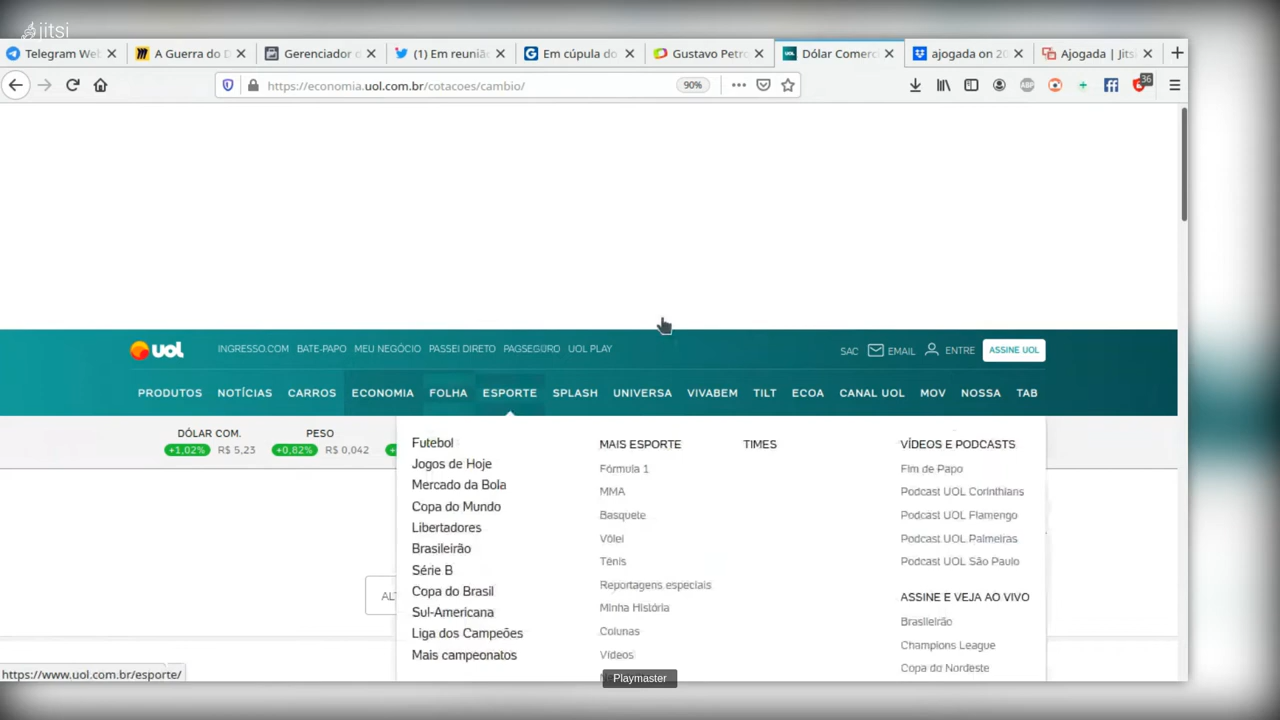 jitsi
Telegram Web
A Guerra do D
Gerenciador d
(1) Em reuniã
Em cúpula do
Gustavo Petro
Dólar Comerc
ajogada on 20
Ajogada | Jits
https://economia.uol.com.br/cotacoes/cambio/
90%
ABP
36
UOL
INGRESSO.COM BATE-PAPO MEU NEGÓCIO PASSEI DIRETO PAGSEGURO UOL PLAY
SAC EMAIL ENTRE ASSINE UOL
PRODUTOS NOTÍCIAS CARROS ECONOMIA FOLHA ESPORTE SPLASH UNIVERSA VIVABEM TILT ECOA CANAL UOL MOV NOSSA TAB
DÓLAR COM.
+1,02% R$ 5,23
PESO
+0,82% R$ 0,042
Futebol
Jogos de Hoje
Mercado da Bola
Copa do Mundo
Libertadores
Brasileirão
Série B
Copa do Brasil
Sul-Americana
Liga dos Campeões
Mais campeonatos
MAIS ESPORTE
Fórmula 1
MMA
Basquete
Vôlei
Tênis
Reportagens especiais
Minha História
Colunas
Vídeos
TIMES
VÍDEOS E PODCASTS
Fim de Papo
Podcast UOL Corinthians
Podcast UOL Flamengo
Podcast UOL Palmeiras
Podcast UOL São Paulo
ASSINE E VEJA AO VIVO
Brasileirão
Champions League
Copa do Nordeste
https://www.uol.com.br/esporte/
Playmaster